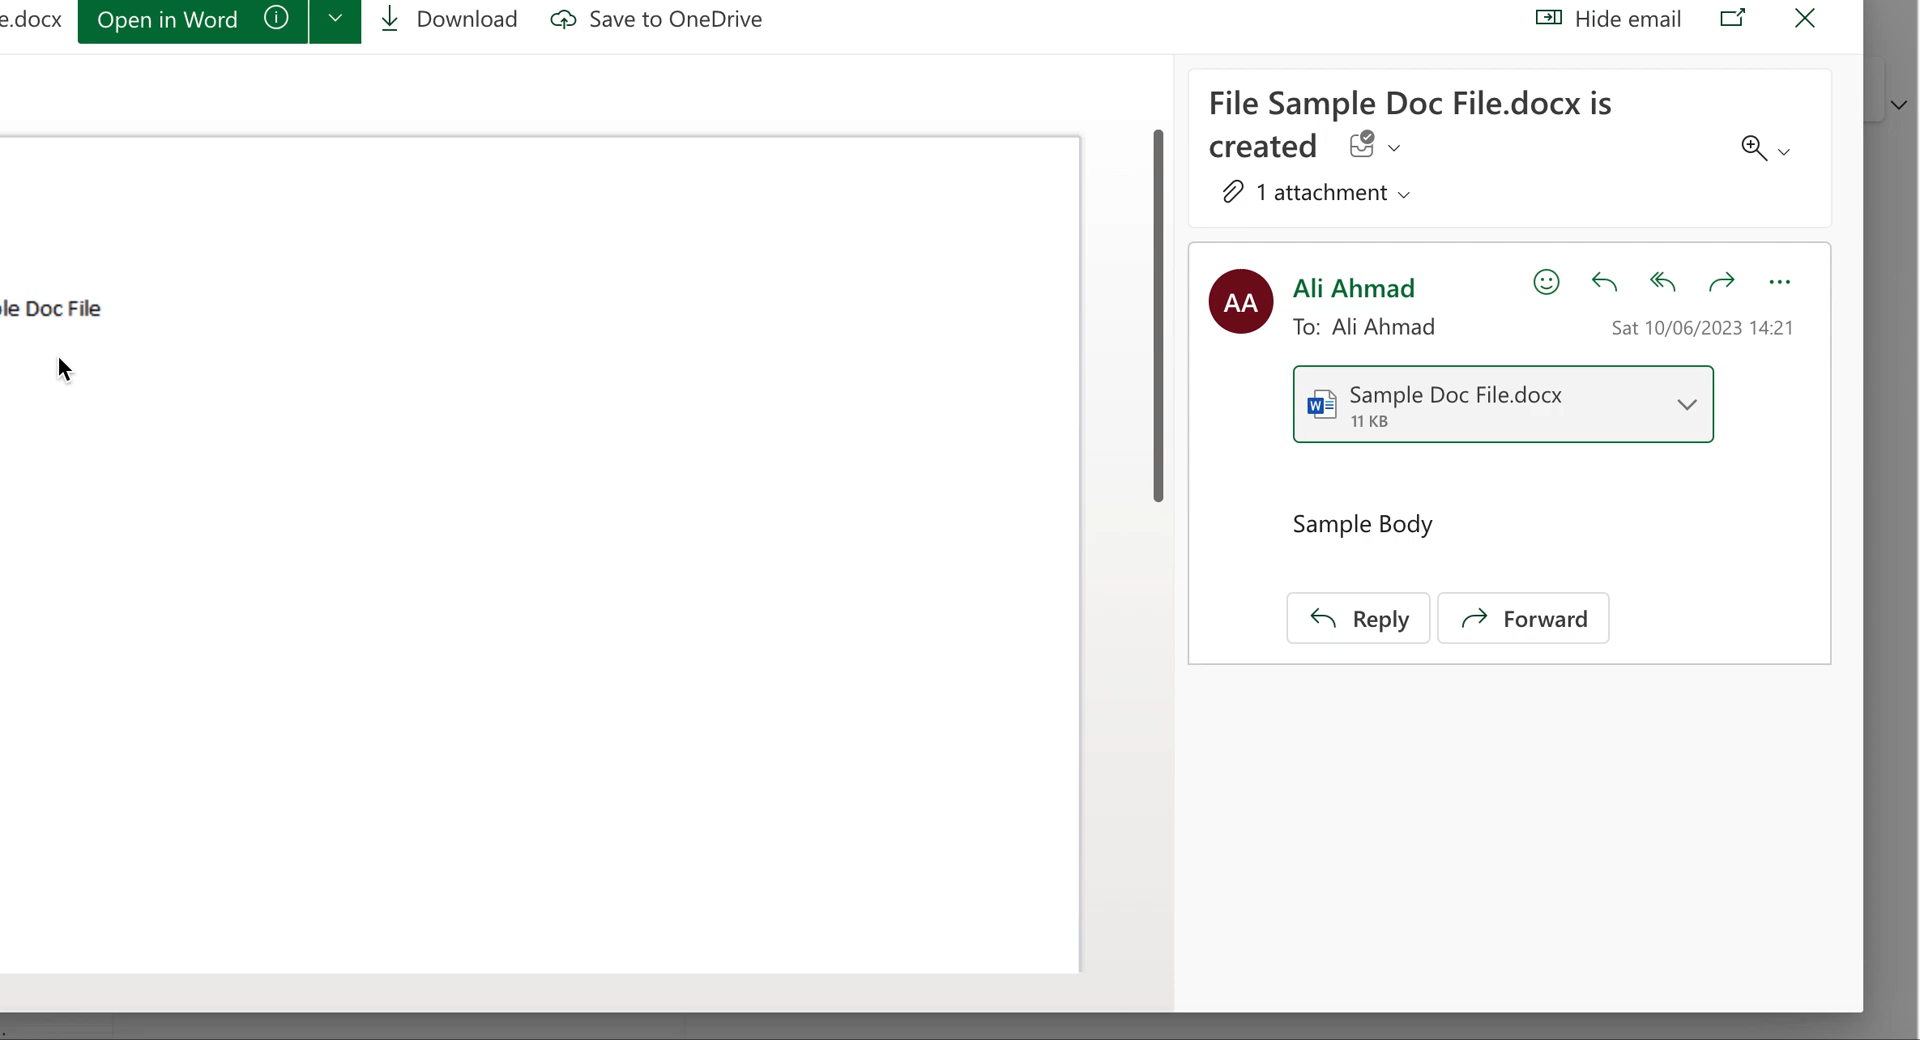 e.docx Open in Word Download Save to OneDrive Hide email
File Sample Doc File.docx is
created
1 attachment
le Doc File
AA Ali Ahmad
To: Ali Ahmad Sat 10/06/2023 14:21
Sample Doc File.docx
11 KB
Sample Body
Reply Forward